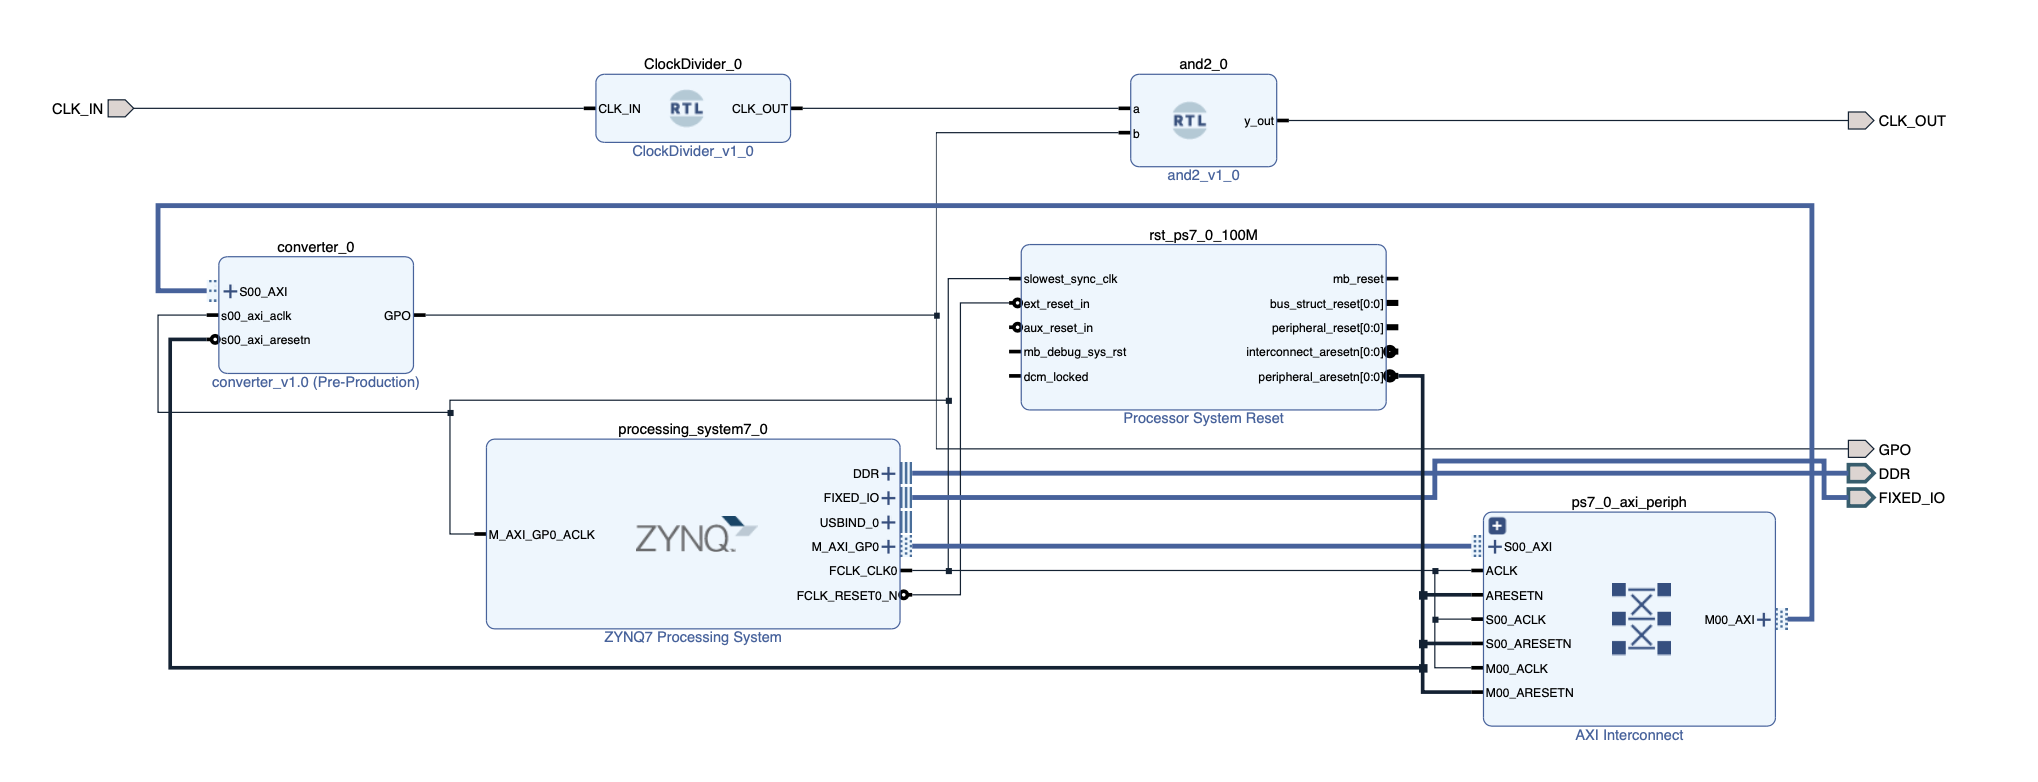 ClockDivider_0
CLK_IN
CLK_IN
RTL
CLK_OUT
ClockDivider_v1_0
and2_0
a
b
RTL
y_out
and2_v1_0
CLK_OUT
converter_0
S00_AXI
s00_axi_aclk
s00_axi_aresetn
GPO
converter_v1.0 (Pre-Production)
rst_ps7_0_100M
slowest_sync_clk
ext_reset_in
aux_reset_in
mb_debug_sys_rst
dcm_locked
mb_reset
bus_struct_reset[0:0]
peripheral_reset[0:0]
interconnect_aresetn[0:0]
peripheral_aresetn[0:0]
Processor System Reset
processing_system7_0
M_AXI_GP0_ACLK
ZYNQ
DDR
FIXED_IO
USBIND_0
M_AXI_GP0
FCLK_CLK0
FCLK_RESET0_N
ZYNQ7 Processing System
GPO
DDR
FIXED_IO
ps7_0_axi_periph
S00_AXI
ACLK
ARESETN
S00_ACLK
S00_ARESETN
M00_ACLK
M00_ARESETN
M00_AXI
AXI Interconnect